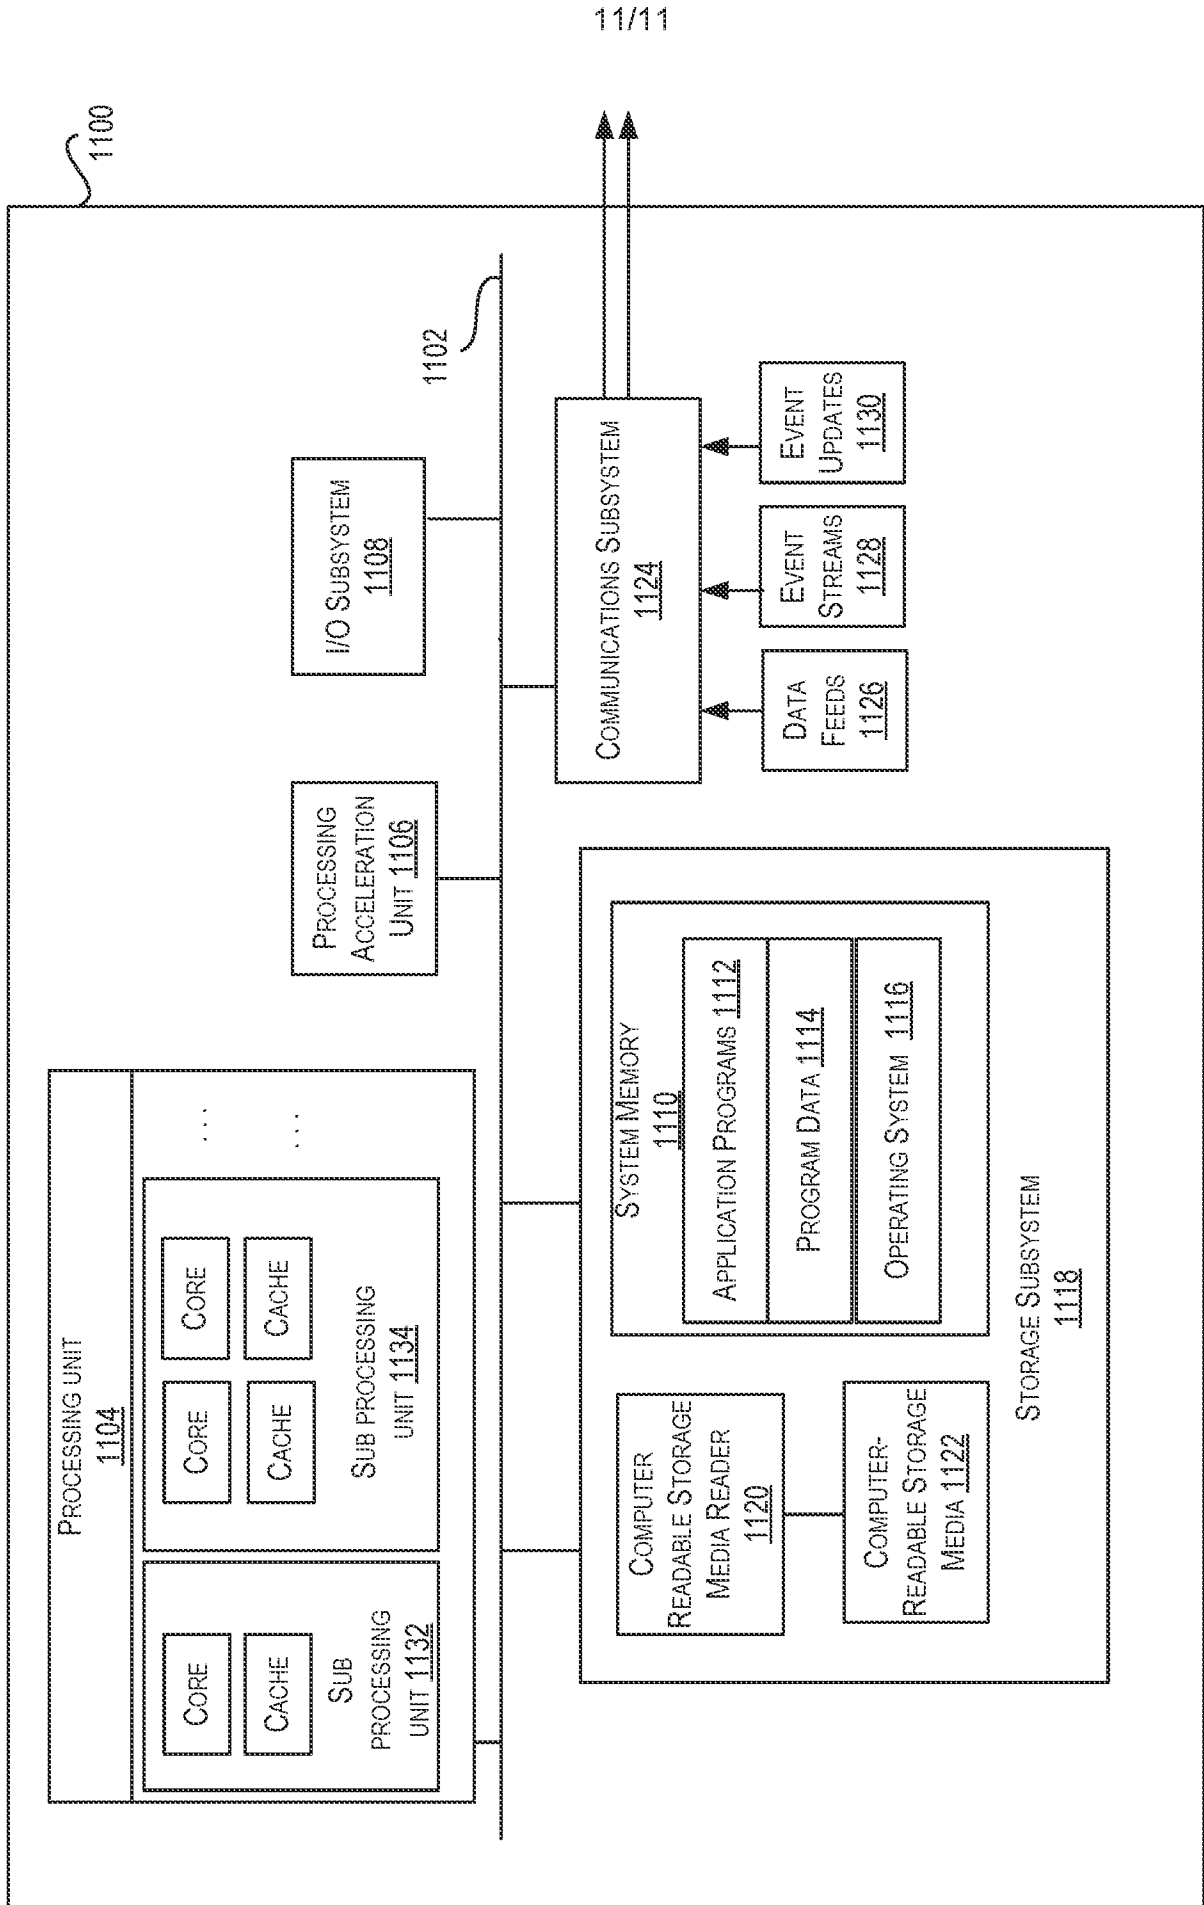 11/11
1100
PROCESSING UNIT
1104
CORE
CACHE
SUB
PROCESSING
UNIT 1132
CORE
CORE
CACHE
CACHE
SUB PROCESSING
UNIT 1134
. . .
. . .
PROCESSING
ACCELERATION
UNIT 1106
I/O SUBSYSTEM
1108
1102
COMPUTER
READABLE STORAGE
MEDIA READER
1120
COMPUTER-
READABLE STORAGE
MEDIA 1122
SYSTEM MEMORY
1110
APPLICATION PROGRAMS 1112
PROGRAM DATA 1114
OPERATING SYSTEM 1116
STORAGE SUBSYSTEM
1118
COMMUNICATIONS SUBSYSTEM
1124
DATA
FEEDS
1126
EVENT
STREAMS
1128
EVENT
UPDATES
1130